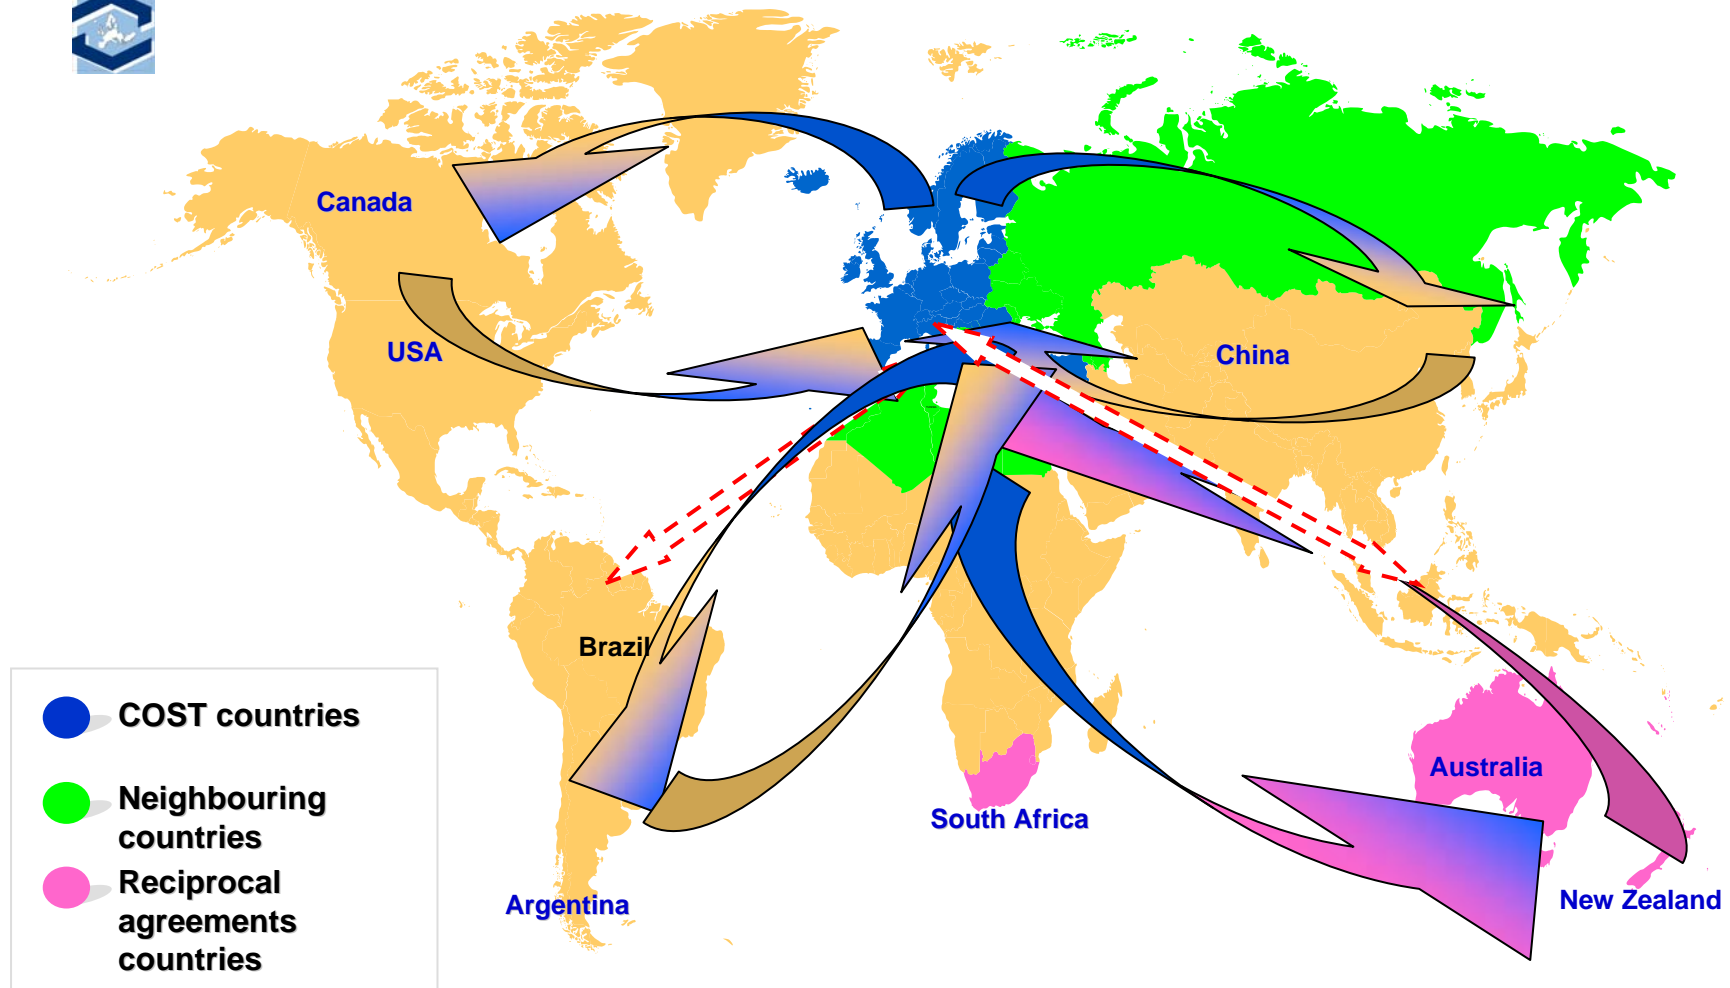 Canada
USA
China
Brazil
COST countries
Australia
Neighbouring
countries
South Africa
Reciprocal
agreements
countries
Argentina
New Zealand